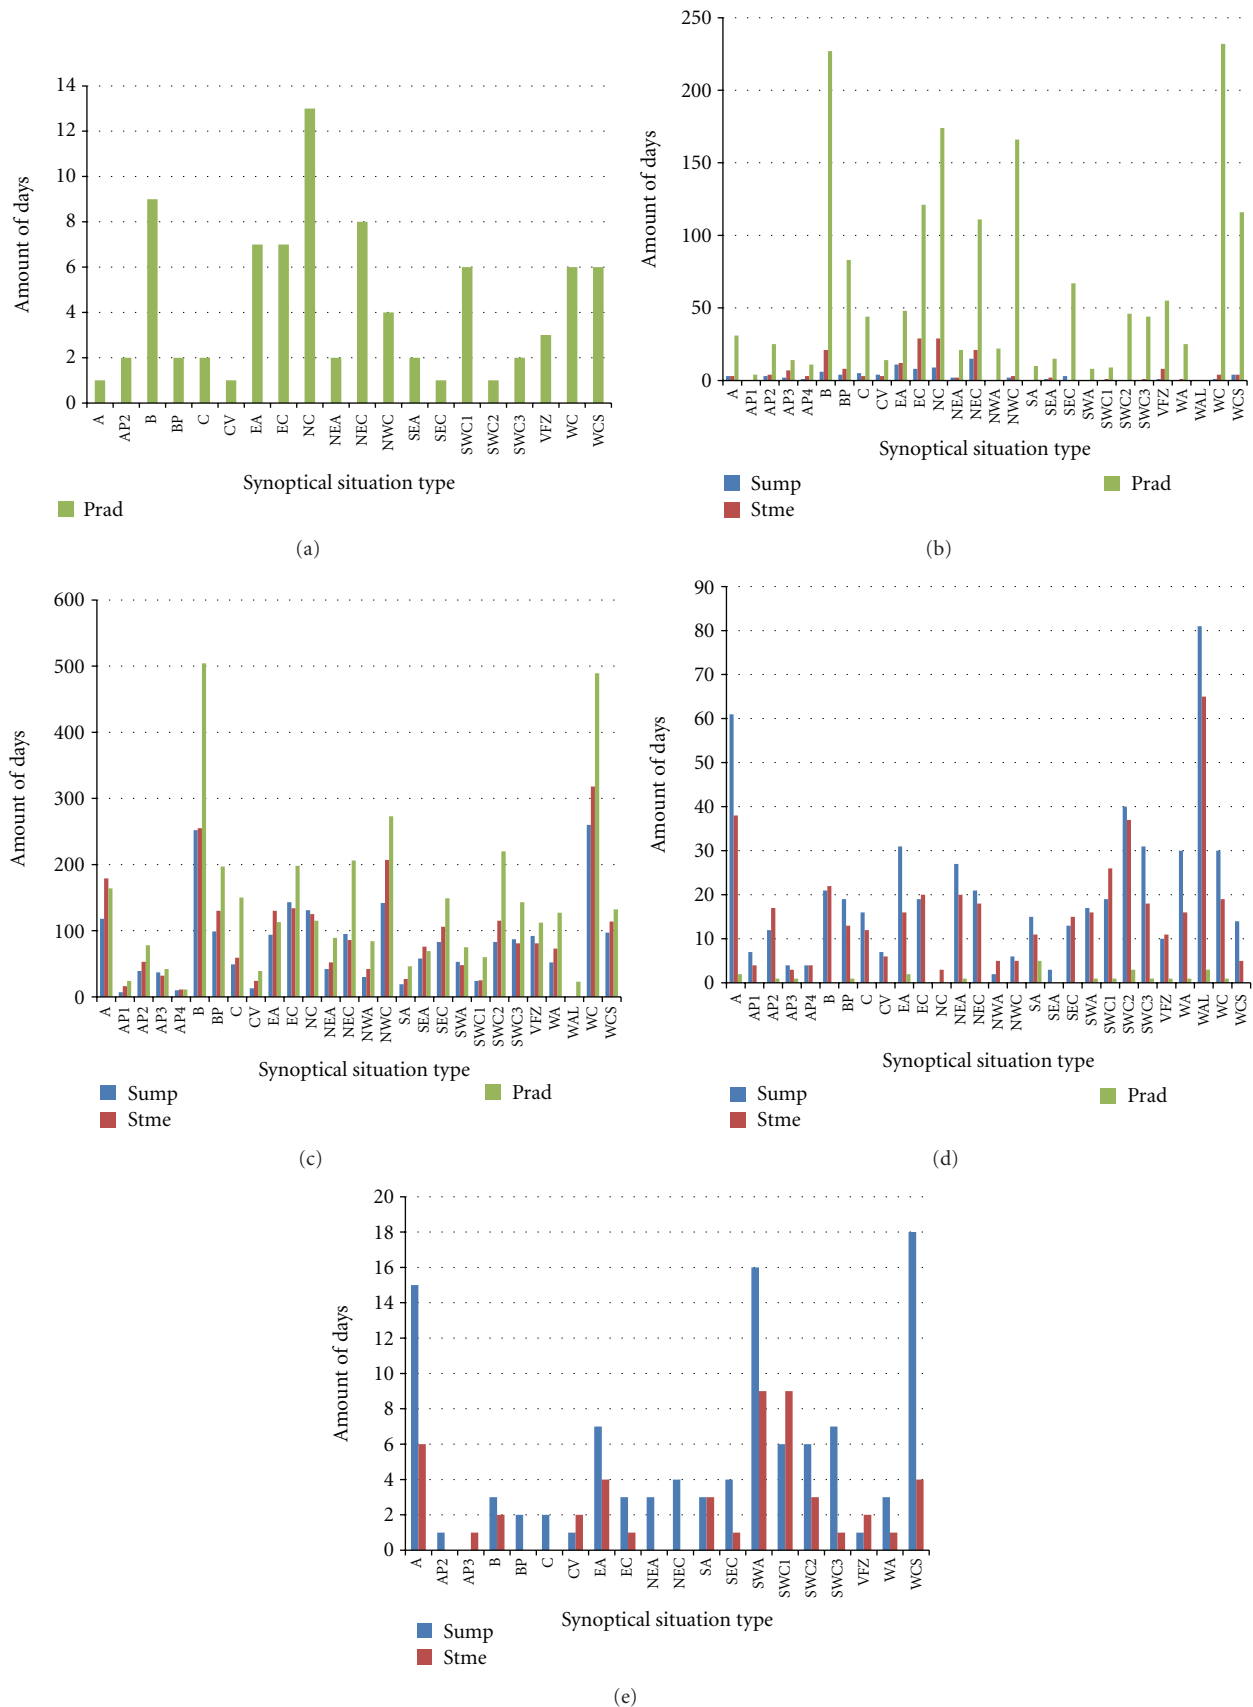 14
12
10
8
6
4
2
0
Amount of days
A AP2 B BP C CV EA EC NC NEA NEC NWC SEA SEC SWC1 SWC2 SWC3 VFZ WC WCS
Synoptical situation type
Prad
(a)
250
200
150
100
50
0
Amount of days
A AP1 AP2 AP3 AP4 B BP C CV EA EC NC NEA NEC NWA NWC SA SEA SEC SWA SWC1 SWC2 SWC3 VFZ WA WAL WC WCS
Synoptical situation type
Sump
Stme
Prad
(b)
600
500
400
300
200
100
0
Amount of days
A AP1 AP2 AP3 AP4 B BP C CV EA EC NC NEA NEC NWA NWC SA SEA SEC SWA SWC1 SWC2 SWC3 VFZ WA WAL WC WCS
Synoptical situation type
Sump
Stme
Prad
(c)
90
80
70
60
50
40
30
20
10
0
Amount of days
A AP1 AP2 AP3 AP4 B BP C CV EA EC NC NEA NEC NWA NWC SA SEA SEC SWA SWC1 SWC2 SWC3 VFZ WA WAL WC WCS
Synoptical situation type
Sump
Stme
Prad
(d)
20
18
16
14
12
10
8
6
4
2
0
Amount of days
A AP2 AP3 B BP C CV EA EC NEA NEC SA SEC SWA SWC1 SWC2 SWC3 VFZ WA WCS
Synoptical situation type
Sump
Stme
(e)